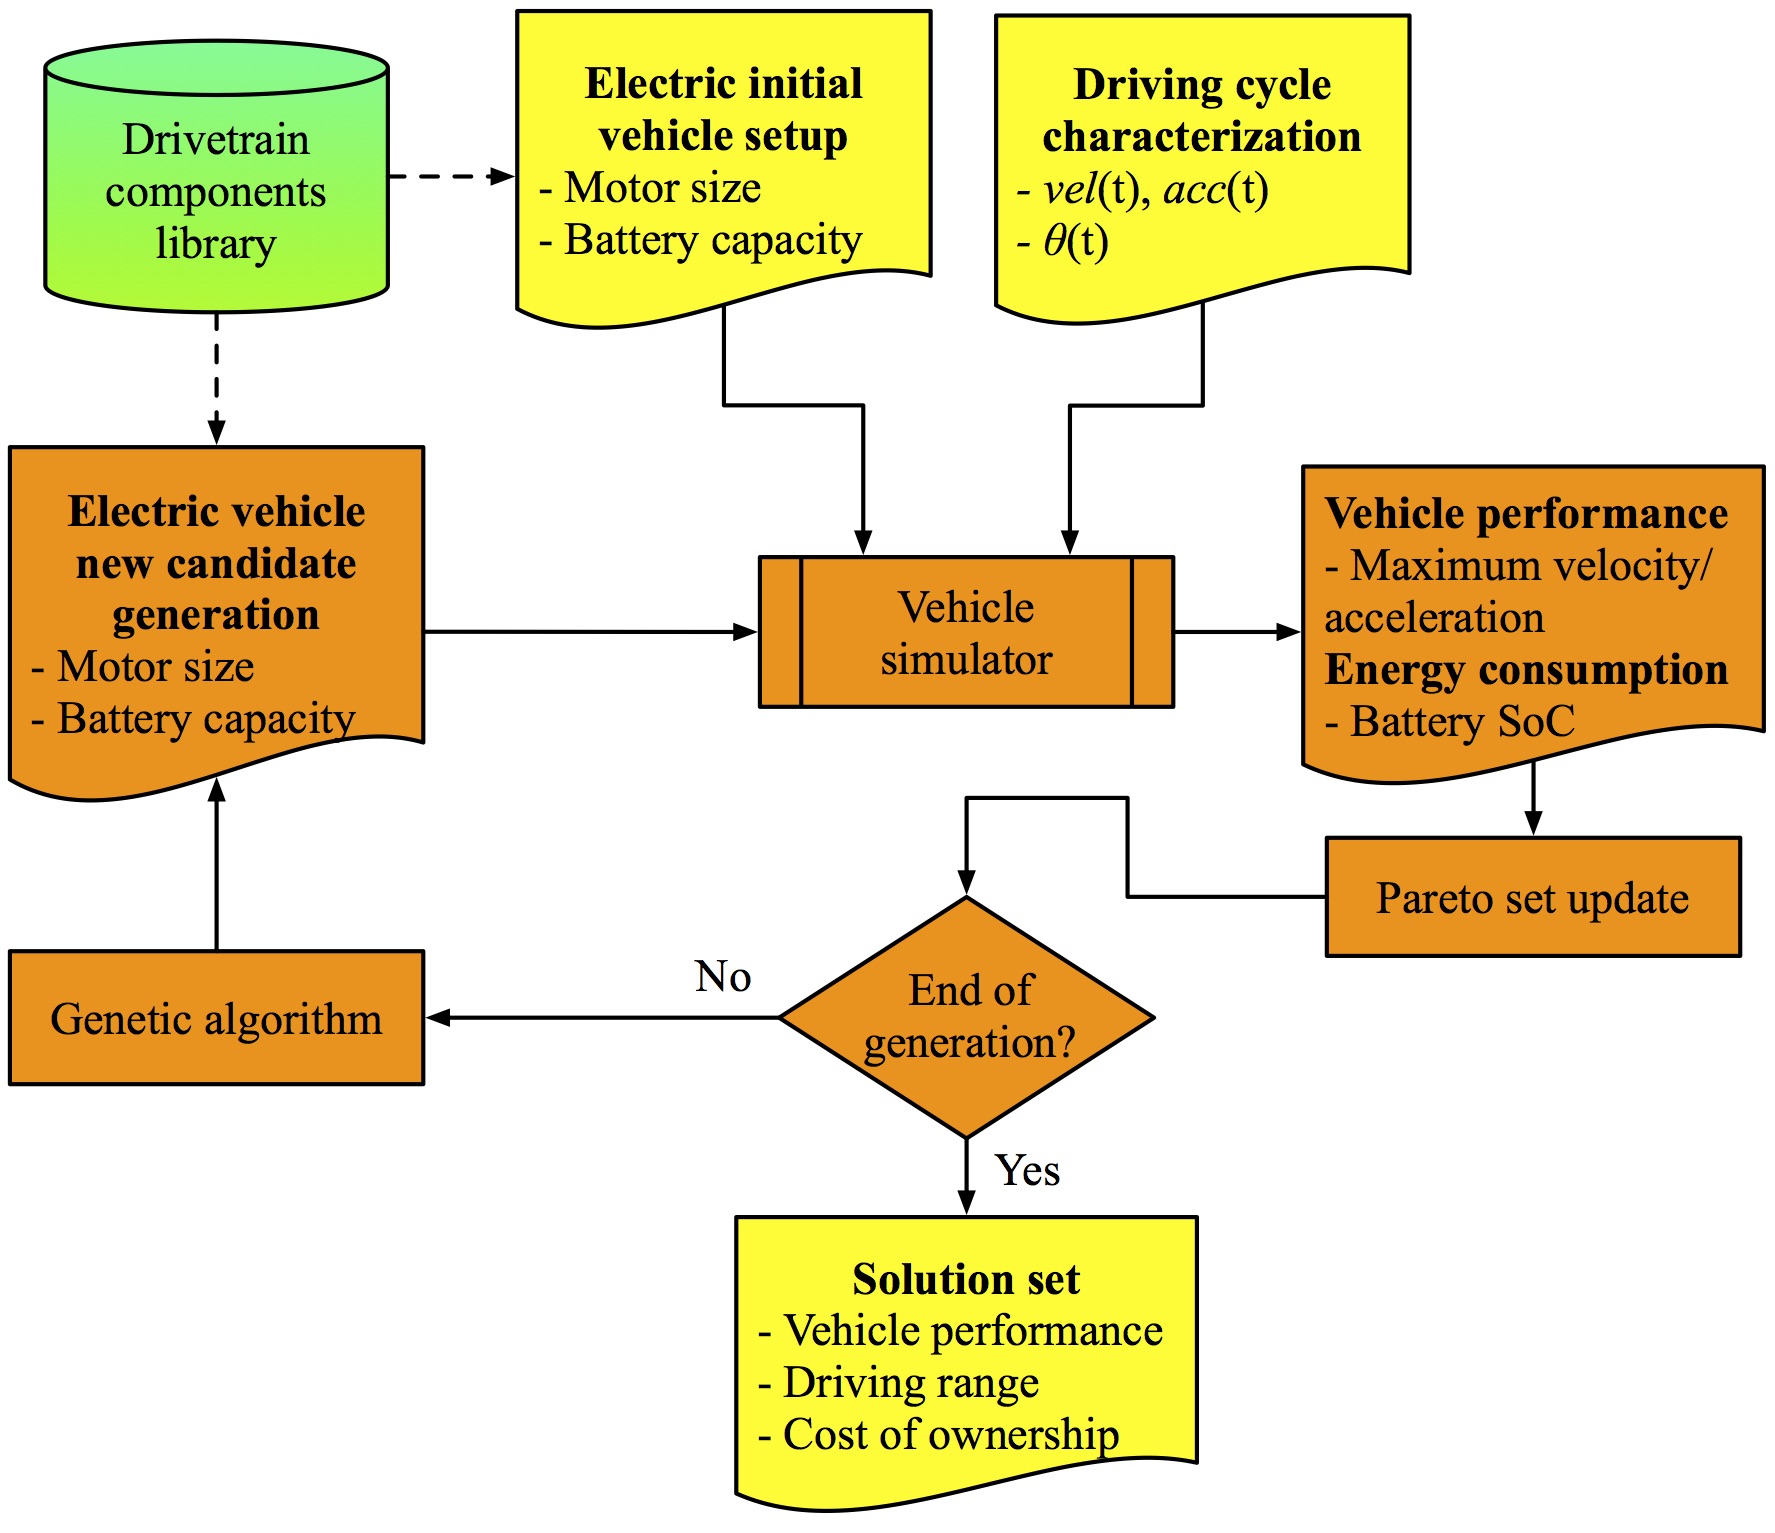 Drivetrain
components
library
Electric initial
vehicle setup
- Motor size
- Battery capacity
Driving cycle
characterization
- vel(t), acc(t)
- θ(t)
Electric vehicle
new candidate
generation
- Motor size
- Battery capacity
Vehicle
simulator
Vehicle performance
- Maximum velocity/
acceleration
Energy consumption
- Battery SoC
Pareto set update
End of
generation?
No
Genetic algorithm
Yes
Solution set
- Vehicle performance
- Driving range
- Cost of ownership